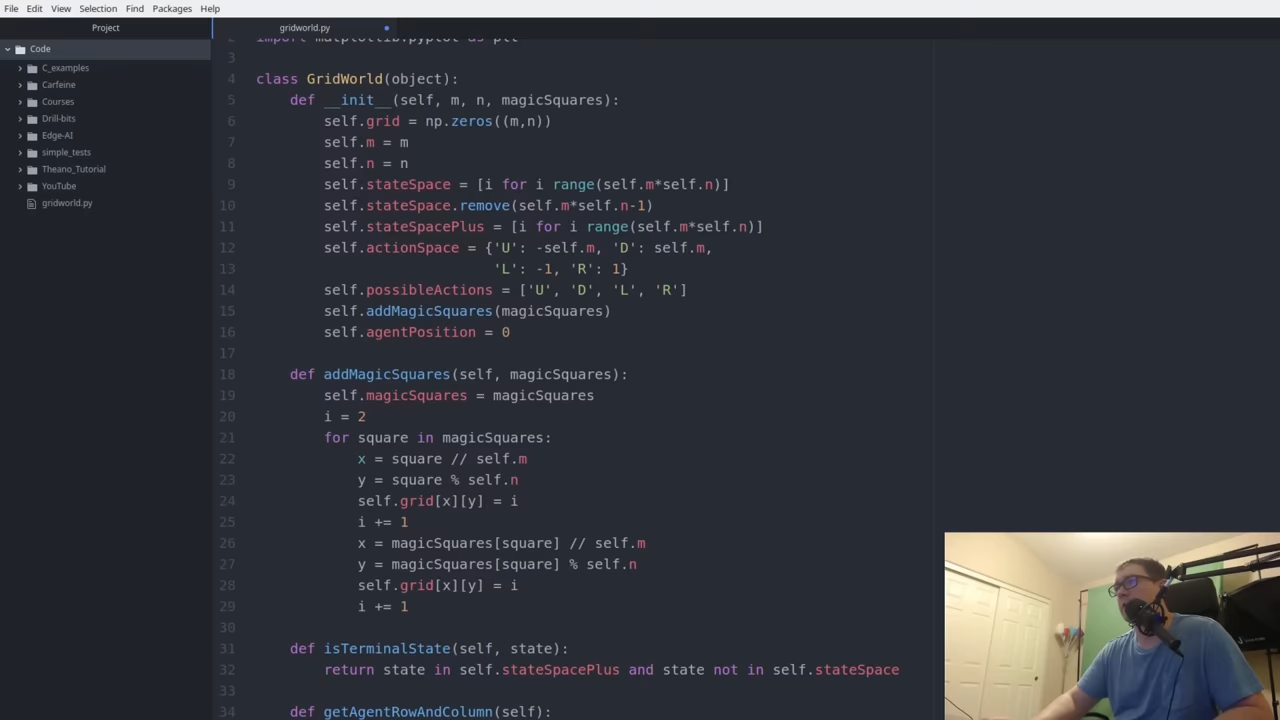 File Edit View Selection Find Packages Help
Project
gridworld.py
Code
C_examples
Carfeine
Courses
Drill-bits
Edge-AI
simple_tests
Theano_Tutorial
YouTube
gridworld.py
2 import matplotlib.pyplot as plt
3
4 class GridWorld(object):
5 def __init__(self, m, n, magicSquares):
6 self.grid = np.zeros((m,n))
7 self.m = m
8 self.n = n
9 self.stateSpace = [i for i range(self.m*self.n)]
10 self.stateSpace.remove(self.m*self.n-1)
11 self.stateSpacePlus = [i for i range(self.m*self.n)]
12 self.actionSpace = {'U': -self.m, 'D': self.m,
13 'L': -1, 'R': 1}
14 self.possibleActions = ['U', 'D', 'L', 'R']
15 self.addMagicSquares(magicSquares)
16 self.agentPosition = 0
17
18 def addMagicSquares(self, magicSquares):
19 self.magicSquares = magicSquares
20 i = 2
21 for square in magicSquares:
22 x = square // self.m
23 y = square % self.n
24 self.grid[x][y] = i
25 i += 1
26 x = magicSquares[square] // self.m
27 y = magicSquares[square] % self.n
28 self.grid[x][y] = i
29 i += 1
30
31 def isTerminalState(self, state):
32 return state in self.stateSpacePlus and state not in self.stateSpace
33
34 def getAgentRowAndColumn(self):